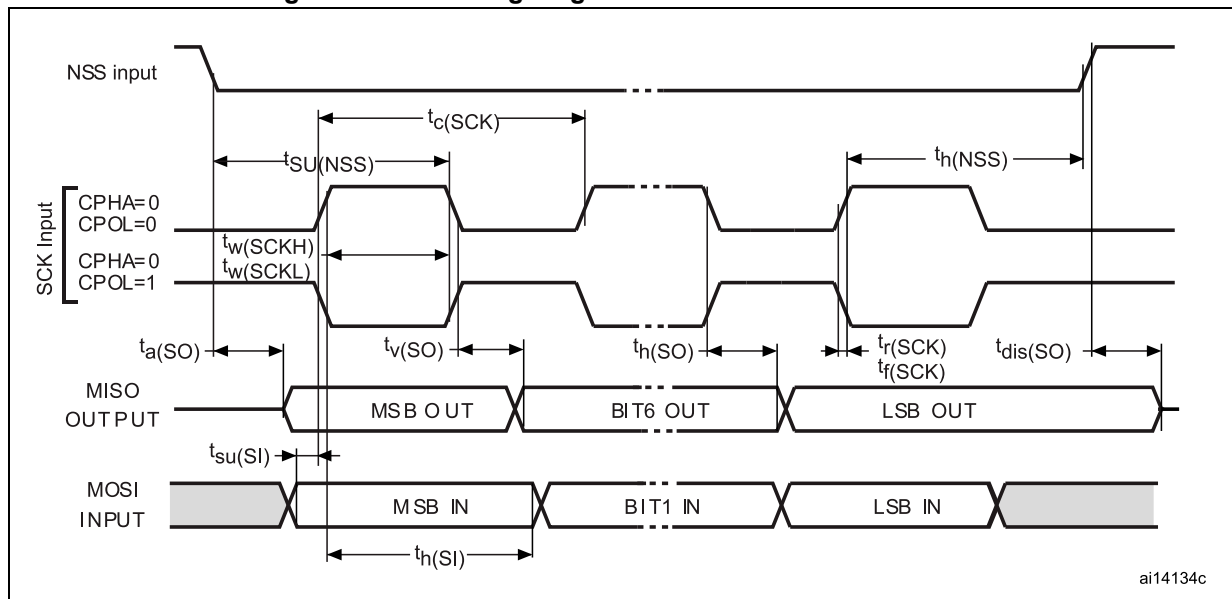 NSS input
tc(SCK)
tSU(NSS)
th(NSS)
SCK Input
CPHA=0
CPOL=0
tw(SCKH)
CPHA=0
tw(SCKL)
CPOL=1
ta(SO)
tv(SO)
th(SO)
tr(SCK)
tf(SCK)
tdis(SO)
MISO
OUTPUT
MSB OUT
BIT6 OUT
LSB OUT
tsu(SI)
MOSI
INPUT
MSB IN
BIT1 IN
LSB IN
th(SI)
ai14134c